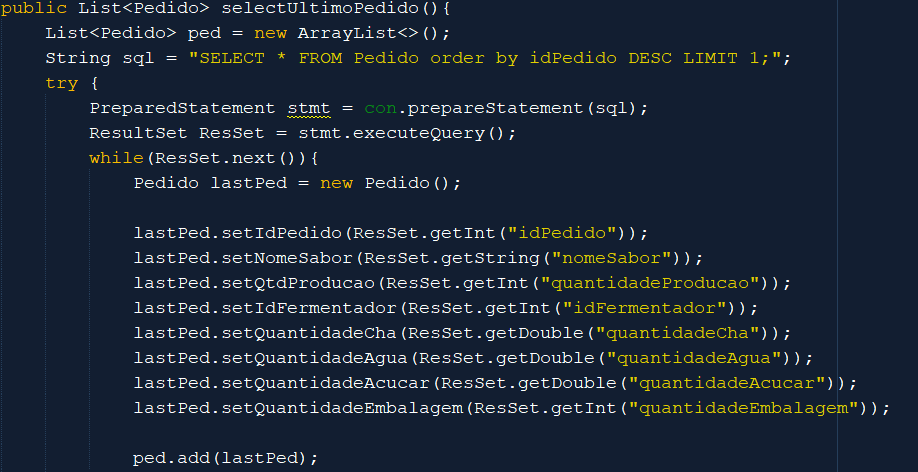 public List<Pedido> selectUltimoPedido(){
List<Pedido> ped = new ArrayList<>();
String sql = "SELECT * FROM Pedido order by idPedido DESC LIMIT 1;";
try {
PreparedStatement stmt = con.prepareStatement(sql);
ResultSet ResSet = stmt.executeQuery();
while(ResSet.next()){
Pedido lastPed = new Pedido();
lastPed.setIdPedido(ResSet.getInt("idPedido"));
lastPed.setNomeSabor(ResSet.getString("nomeSabor"));
lastPed.setQtdProducao(ResSet.getInt("quantidadeProducao"));
lastPed.setIdFermentador(ResSet.getInt("idFermentador"));
lastPed.setQuantidadeCha(ResSet.getDouble("quantidadeCha"));
lastPed.setQuantidadeAgua(ResSet.getDouble("quantidadeAgua"));
lastPed.setQuantidadeAcucar(ResSet.getDouble("quantidadeAcucar"));
lastPed.setQuantidadeEmbalagem(ResSet.getInt("quantidadeEmbalagem"));
ped.add(lastPed);